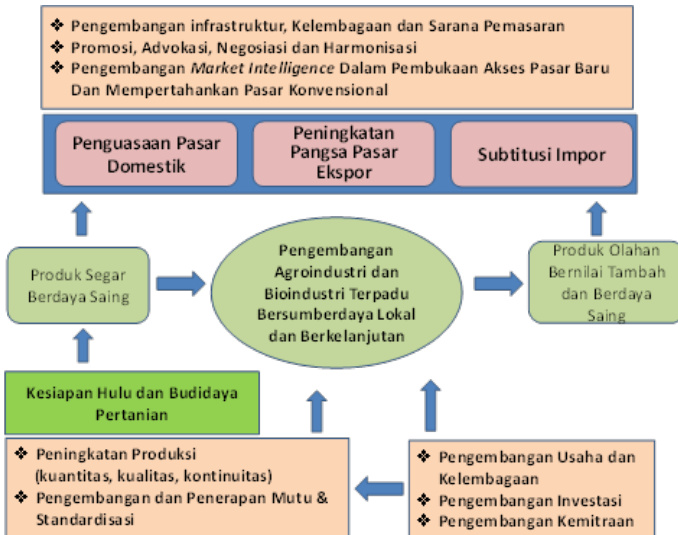 ❖ Pengembangan infrastruktur, Kelembagaan dan Sarana Pemasaran
❖ Promosi, Advokasi, Negosiasi dan Harmonisasi
❖ Pengembangan Market Intelligence Dalam Pembukaan Akses Pasar Baru
Dan Mempertahankan Pasar Konvensional
Penguasaan Pasar
Domestik
Peningkatan
Pangsa Pasar
Ekspor
Subtitusi Impor
Produk Segar
Berdaya Saing
Pengembangan
Agroindustri dan
Bioindustri Terpadu
Bersumberdaya Lokal
dan Berkelanjutan
Produk Olahan
Bernilai Tambah
dan Berdaya
Saing
Kesiapan Hulu dan Budidaya
Pertanian
❖ Peningkatan Produksi
(kuantitas, kualitas, kontinuitas)
❖ Pengembangan dan Penerapan Mutu &
Standardisasi
❖ Pengembangan Usaha dan
Kelembagaan
❖ Pengembangan Investasi
❖ Pengembangan Kemitraan